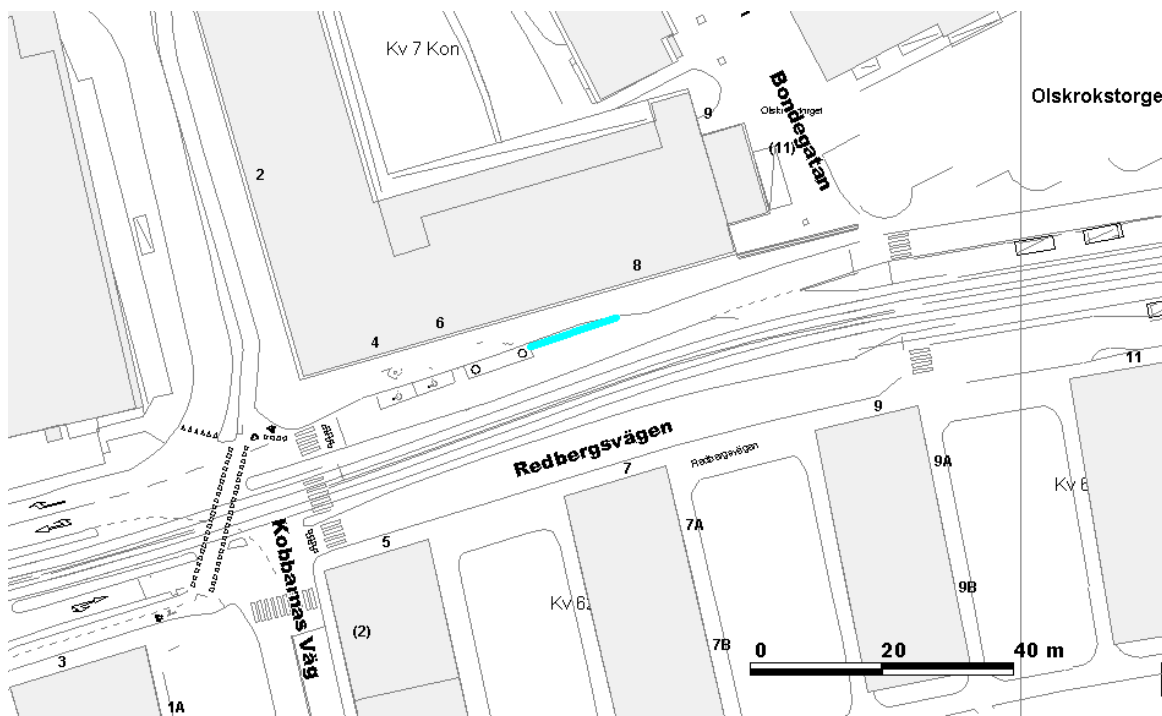 Kv 7 Kon
Bondegatan
Olskrokstorge
9
(11)
2
8
6
4
Redbergsvägen
Redbergsvägen
11
9
7
9A
Kv 6
7A
5
Kobbarnas Väg
Kv 62
9B
(2)
7B
0 20 40 m
3
1A